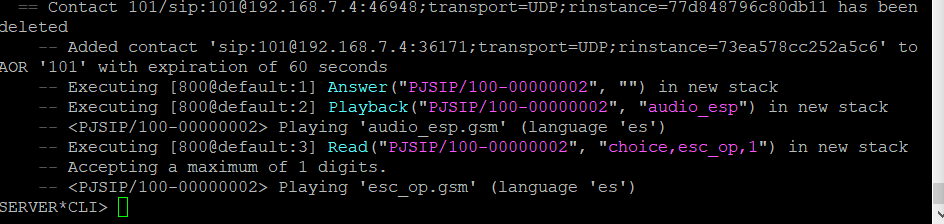 == Contact 101/sip:101@192.168.7.4:46948;transport=UDP;rinstance=77d848796c80db11 has been
deleted
-- Added contact 'sip:101@192.168.7.4:36171;transport=UDP;rinstance=73ea578cc252a5c6' to
AOR '101' with expiration of 60 seconds
-- Executing [800@default:1] Answer("PJSIP/100-00000002", "") in new stack
-- Executing [800@default:2] Playback("PJSIP/100-00000002", "audio_esp") in new stack
-- <PJSIP/100-00000002> Playing 'audio_esp.gsm' (language 'es')
-- Executing [800@default:3] Read("PJSIP/100-00000002", "choice,esc_op,1") in new stack
-- Accepting a maximum of 1 digits.
-- <PJSIP/100-00000002> Playing 'esc_op.gsm' (language 'es')
SERVER*CLI>